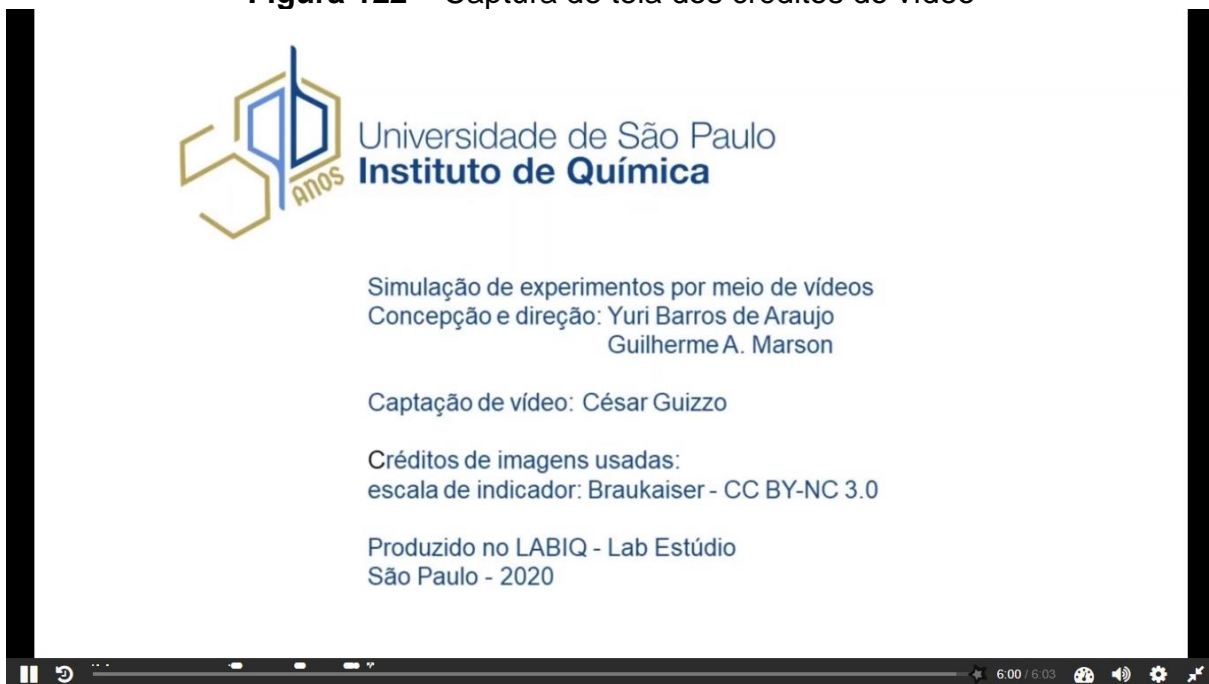 Figura 122 – Captura de tela dos créditos do vídeo
50 anos
Universidade de São Paulo
Instituto de Química
Simulação de experimentos por meio de vídeos
Concepção e direção: Yuri Barros de Araujo
Guilherme A. Marson
Captação de vídeo: César Guizzo
Créditos de imagens usadas:
escala de indicador: Braukaiser - CC BY-NC 3.0
Produzido no LABIQ - Lab Estúdio
São Paulo - 2020
6:00 / 6:03